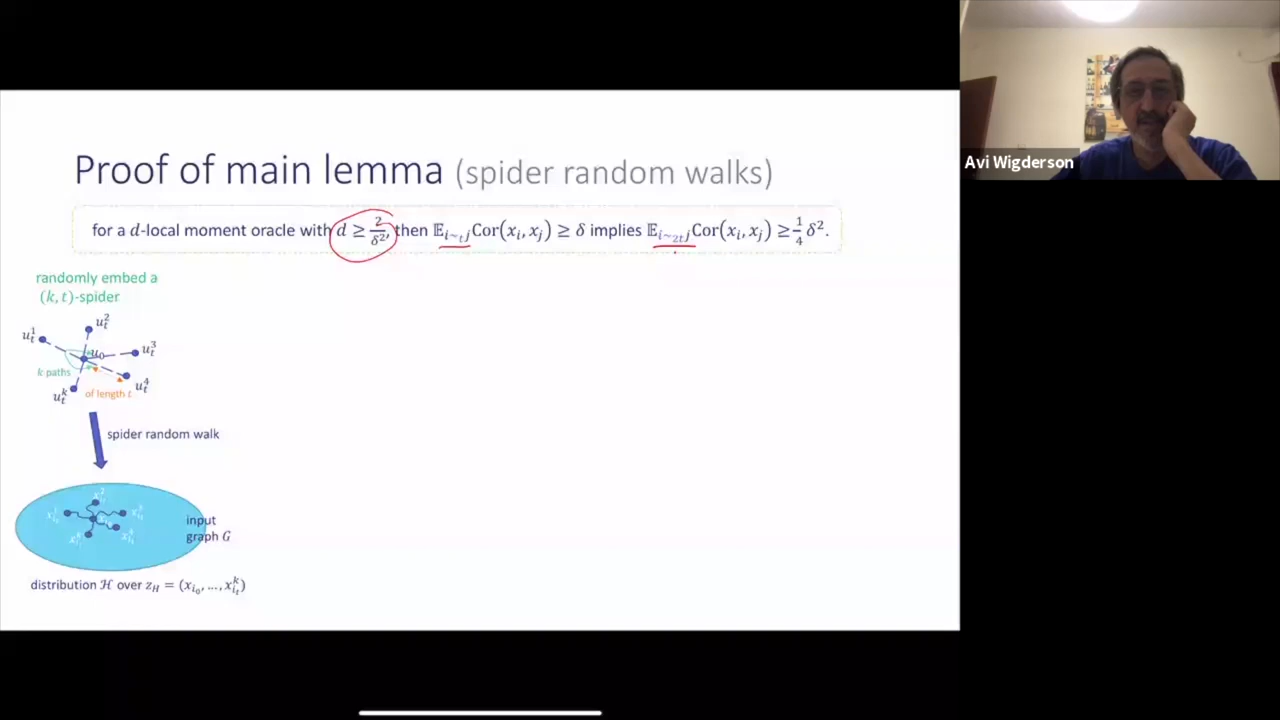 Proof of main lemma (spider random walks)
for a d-local moment oracle with d ≥ 2/δ², then 𝔼_{i~_t j} Cor(x_i, x_j) ≥ δ implies 𝔼_{i~_{2t} j} Cor(x_i, x_j) ≥ 1/4 δ².
randomly embed a
(k, t)-spider
u_t^2
u_t^1
u_0
u_t^3
k paths
u_t^4
of length t
u_t^k
spider random walk
input
graph G
distribution ℋ over z_H = (x_{i_0}, …, x_{i_t}^k)
Avi Wigderson